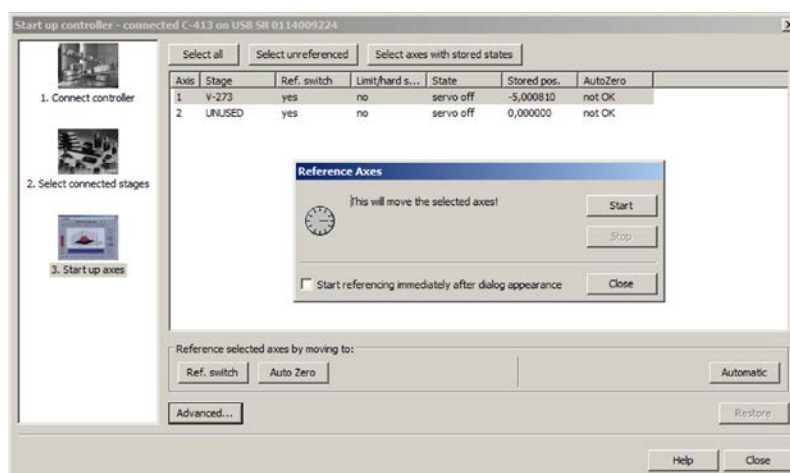 Start up controller - connected C-413 on USB SN 0114009224
Select all Select unreferenced Select axes with stored states
Axis Stage Ref. switch Limit/hard s... State Stored pos. AutoZero
1 V-273 yes no servo off -5,000810 not OK
2 UNUSED yes no servo off 0,000000 not OK
1. Connect controller
2. Select connected stages
3. Start up axes
Reference Axes
This will move the selected axes!
Start
Stop
Start referencing immediately after dialog appearance
Close
Reference selected axes by moving to:
Ref. switch Auto Zero Automatic
Advanced... Restore
Help Close